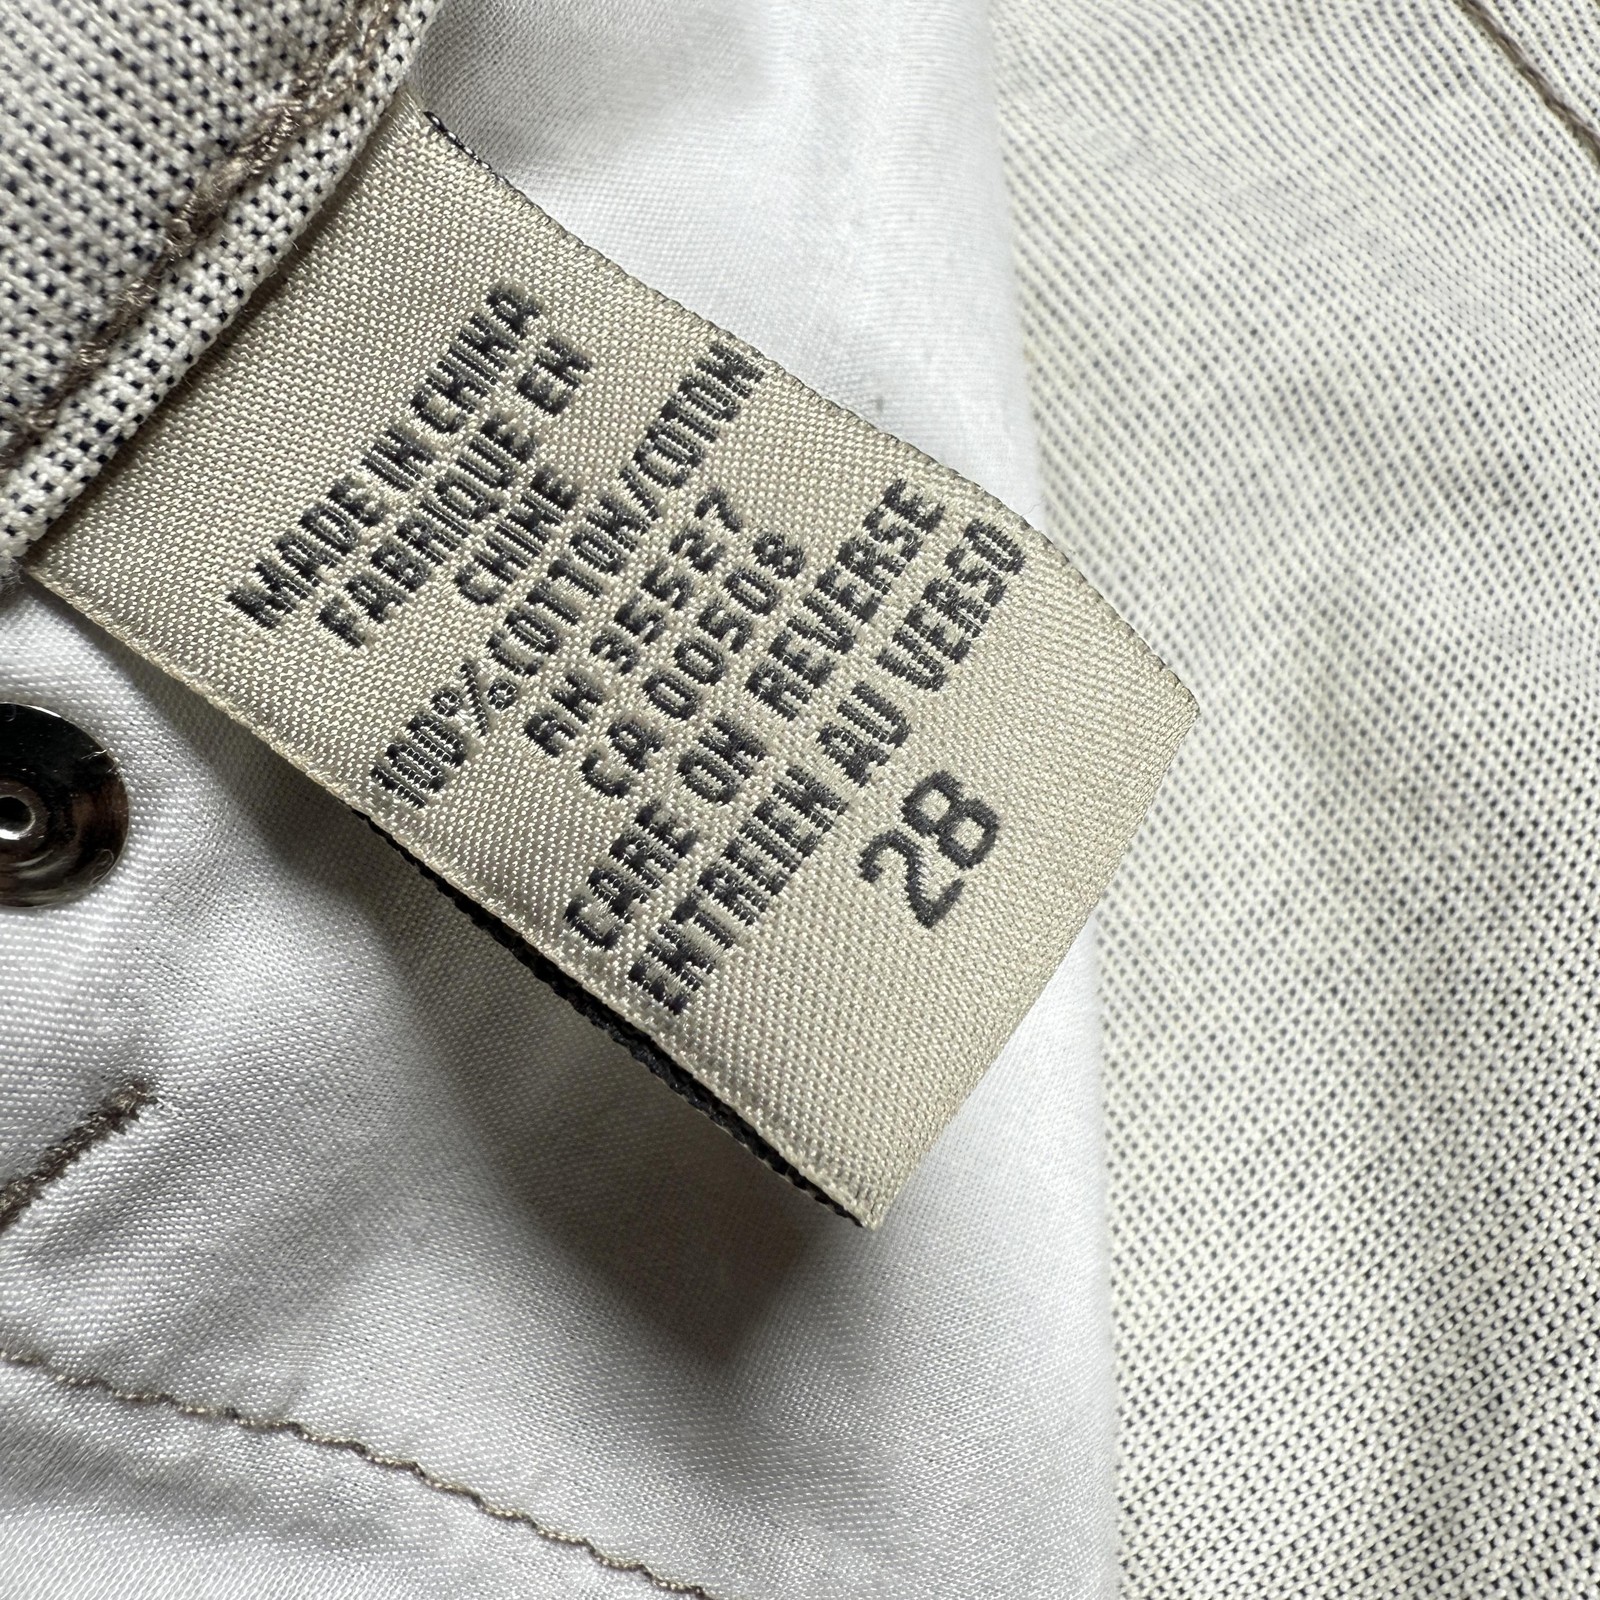 MADE IN CHINA
FABRIQUE EN
CHINE
100%COTTON/COTON
RN 35527
CA 00508
CARE ON REVERSE
ENTRITIEN AU VERSO
28